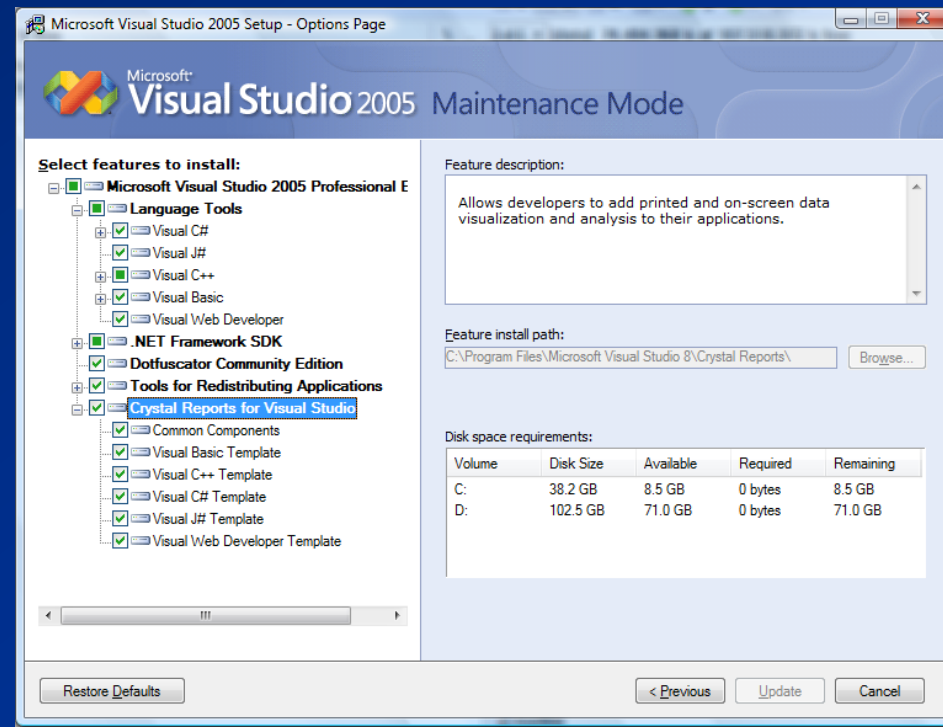 Microsoft Visual Studio 2005 Setup - Options Page
Microsoft
Visual Studio 2005 Maintenance Mode
Select features to install:
Microsoft Visual Studio 2005 Professional E
Language Tools
Visual C#
Visual J#
Visual C++
Visual Basic
Visual Web Developer
.NET Framework SDK
Dotfuscator Community Edition
Tools for Redistributing Applications
Crystal Reports for Visual Studio
Common Components
Visual Basic Template
Visual C++ Template
Visual C# Template
Visual J# Template
Visual Web Developer Template
Feature description:
Allows developers to add printed and on-screen data
visualization and analysis to their applications.
Feature install path:
C:\Program Files\Microsoft Visual Studio 8\Crystal Reports\ Browse...
Disk space requirements:
Volume Disk Size Available Required Remaining
C: 38.2 GB 8.5 GB 0 bytes 8.5 GB
D: 102.5 GB 71.0 GB 0 bytes 71.0 GB
Restore Defaults < Previous Update Cancel